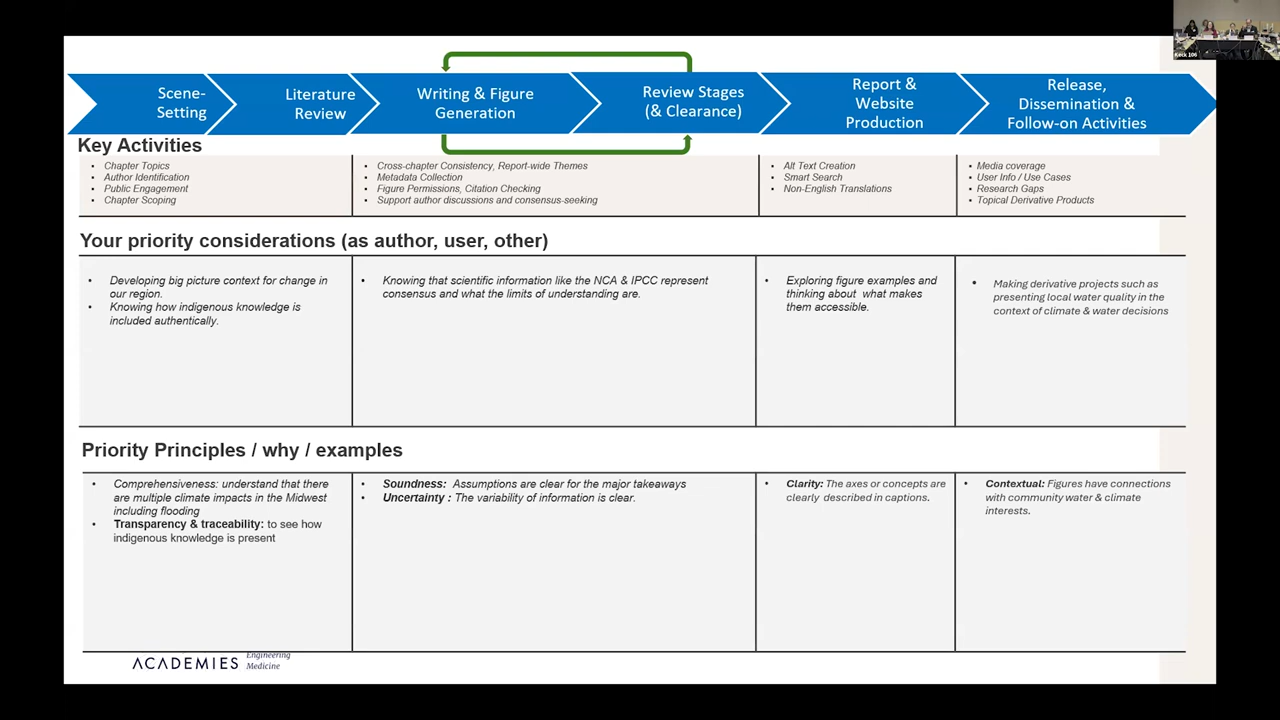 Scene-
Setting
Literature
Review
Writing & Figure
Generation
Review Stages
(& Clearance)
Report &
Website
Production
Release,
Dissemination &
Follow-on Activities
Key Activities
• Chapter Topics
• Author Identification
• Public Engagement
• Chapter Scoping
• Cross-chapter Consistency, Report-wide Themes
• Metadata Collection
• Figure Permissions, Citation Checking
• Support author discussions and consensus-seeking
• Alt Text Creation
• Smart Search
• Non-English Translations
• Media coverage
• User Info / Use Cases
• Research Gaps
• Topical Derivative Products
Your priority considerations (as author, user, other)
• Developing big picture context for change in
our region.
• Knowing how indigenous knowledge is
included authentically.
• Knowing that scientific information like the NCA & IPCC represent
consensus and what the limits of understanding are.
• Exploring figure examples and
thinking about what makes
them accessible.
• Making derivative projects such as
presenting local water quality in the
context of climate & water decisions
Priority Principles / why / examples
• Comprehensiveness: understand that there
are multiple climate impacts in the Midwest
including flooding
• Transparency & traceability: to see how
indigenous knowledge is present
• Soundness: Assumptions are clear for the major takeaways
• Uncertainty : The variability of information is clear.
• Clarity: The axes or concepts are
clearly described in captions.
• Contextual: Figures have connections
with community water & climate
interests.
ACADEMIES
Engineering
Medicine
Keck 106